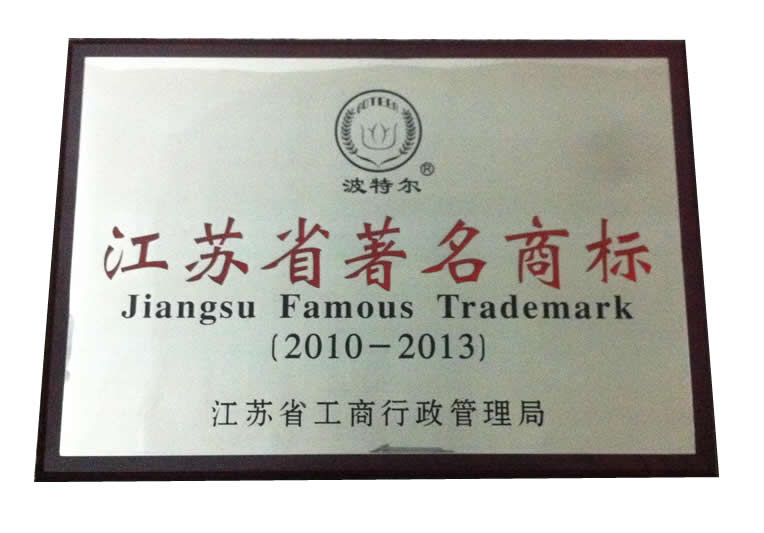 波特尔®
江苏省著名商标
Jiangsu Famous Trademark
(2010-2013)
江苏省工商行政管理局